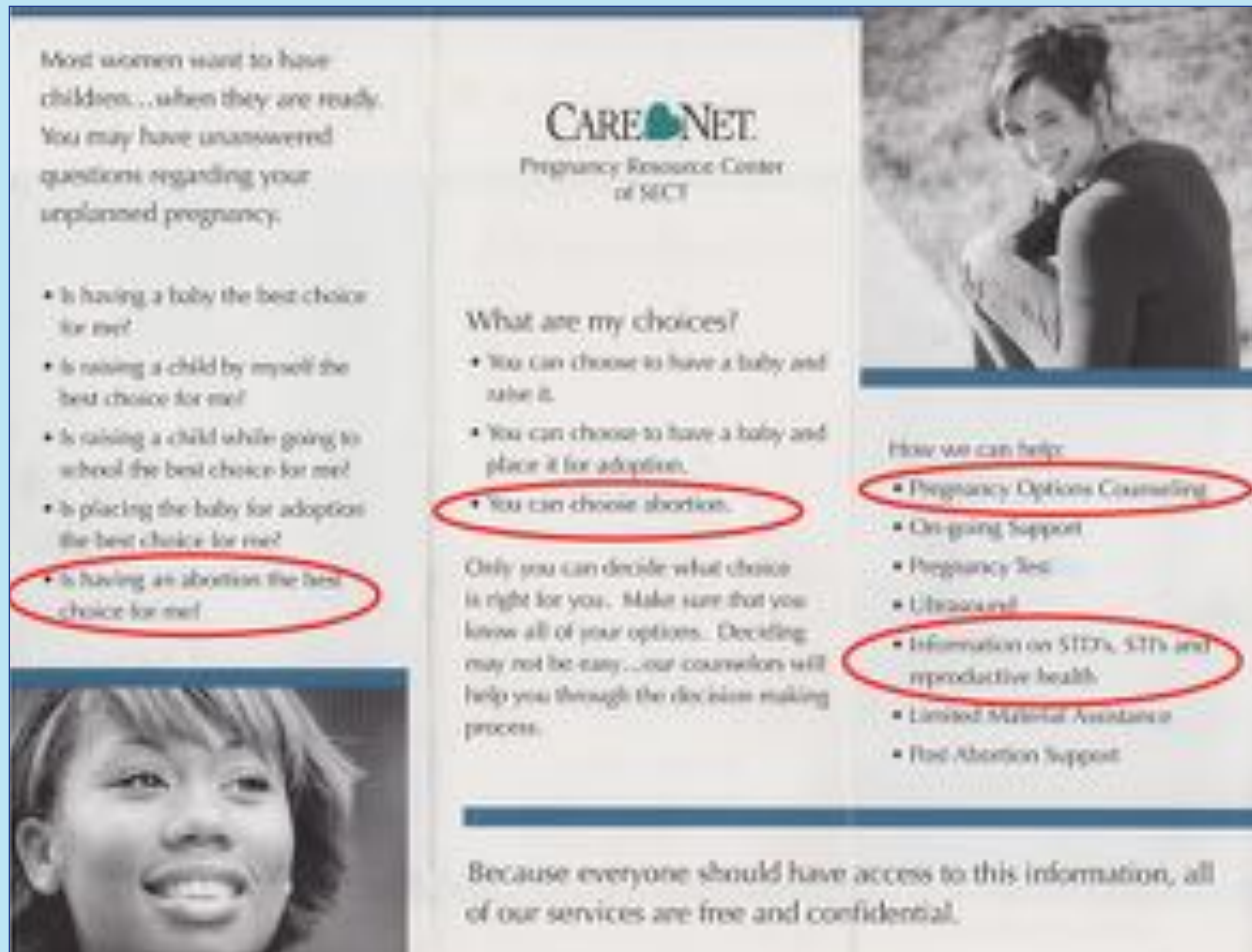 Most women want to have
children...when they are ready.
You may have unanswered
questions regarding your
unplanned pregnancy.
• Is having a baby the best choice
for me?
• Is raising a child by myself the
best choice for me?
• Is raising a child while going to
school the best choice for me?
• Is placing the baby for adoption
the best choice for me?
• Is having an abortion the best
choice for me?
CARE NET
Pregnancy Resource Center
of SECT
What are my choices?
• You can choose to have a baby and
raise it.
• You can choose to have a baby and
place it for adoption.
• You can choose abortion.
Only you can decide what choice
is right for you. Make sure that you
know all of your options. Deciding
may not be easy...our counselors will
help you through the decision making
process.
How we can help:
• Pregnancy Options Counseling
• On-going Support
• Pregnancy Test
• Ultrasound
• Information on STD's, STI's and
reproductive health
• Limited Material Assistance
• Post Abortion Support
Because everyone should have access to this information, all
of our services are free and confidential.